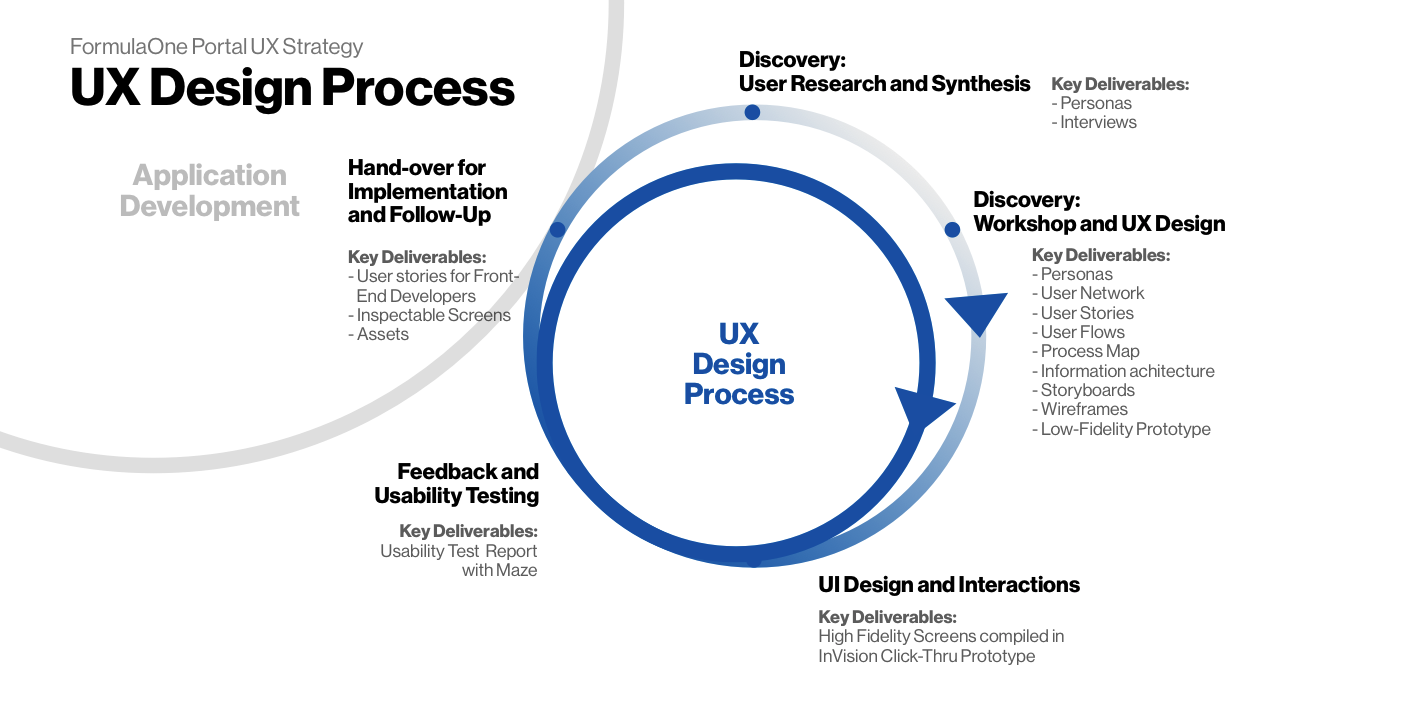 FormulaOne Portal UX Strategy
UX Design Process
Application
Development
Hand-over for
Implementation
and Follow-Up
Key Deliverables:
- User stories for Front-
End Developers
- Inspectable Screens
- Assets
Discovery:
User Research and Synthesis
Key Deliverables:
- Personas
- Interviews
Discovery:
Workshop and UX Design
Key Deliverables:
- Personas
- User Network
- User Stories
- User Flows
- Process Map
- Information achitecture
- Storyboards
- Wireframes
- Low-Fidelity Prototype
UX
Design
Process
Feedback and
Usability Testing
Key Deliverables:
Usability Test Report
with Maze
UI Design and Interactions
Key Deliverables:
High Fidelity Screens compiled in
InVision Click-Thru Prototype